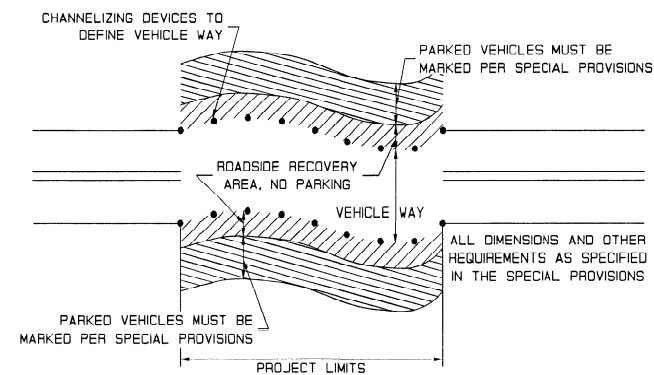 CHANNELIZING DEVICES TO
DEFINE VEHICLE WAY
PARKED VEHICLES MUST BE
MARKED PER SPECIAL PROVISIONS
ROADSIDE RECOVERY
AREA, NO PARKING
VEHICLE WAY
ALL DIMENSIONS AND OTHER
REQUIREMENTS AS SPECIFIED
IN THE SPECIAL PROVISIONS
PARKED VEHICLES MUST BE
MARKED PER SPECIAL PROVISIONS
PROJECT LIMITS